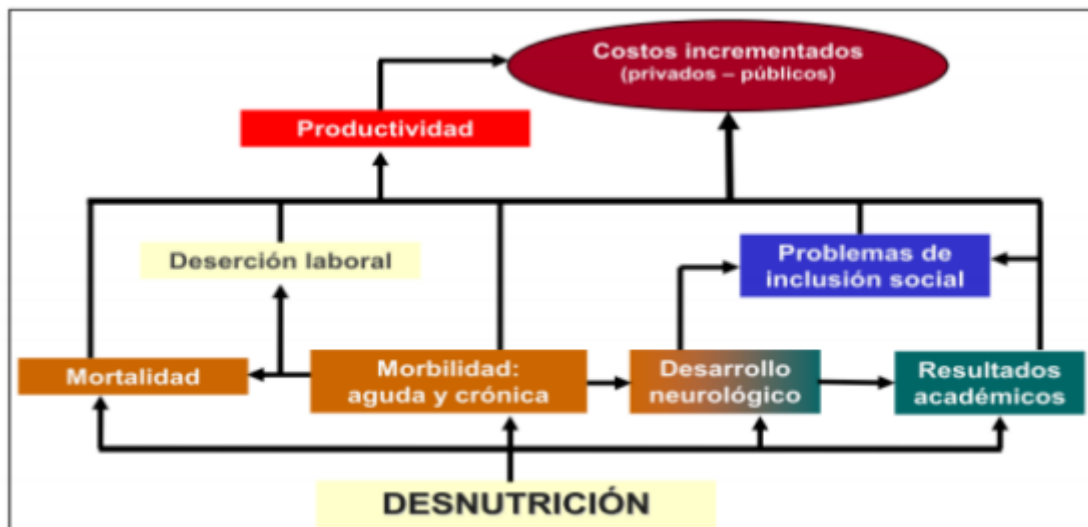 Costos incrementados
(privados – públicos)
Productividad
Deserción laboral
Problemas de
inclusión social
Mortalidad
Morbilidad:
aguda y crónica
Desarrollo
neurológico
Resultados
académicos
DESNUTRICIÓN